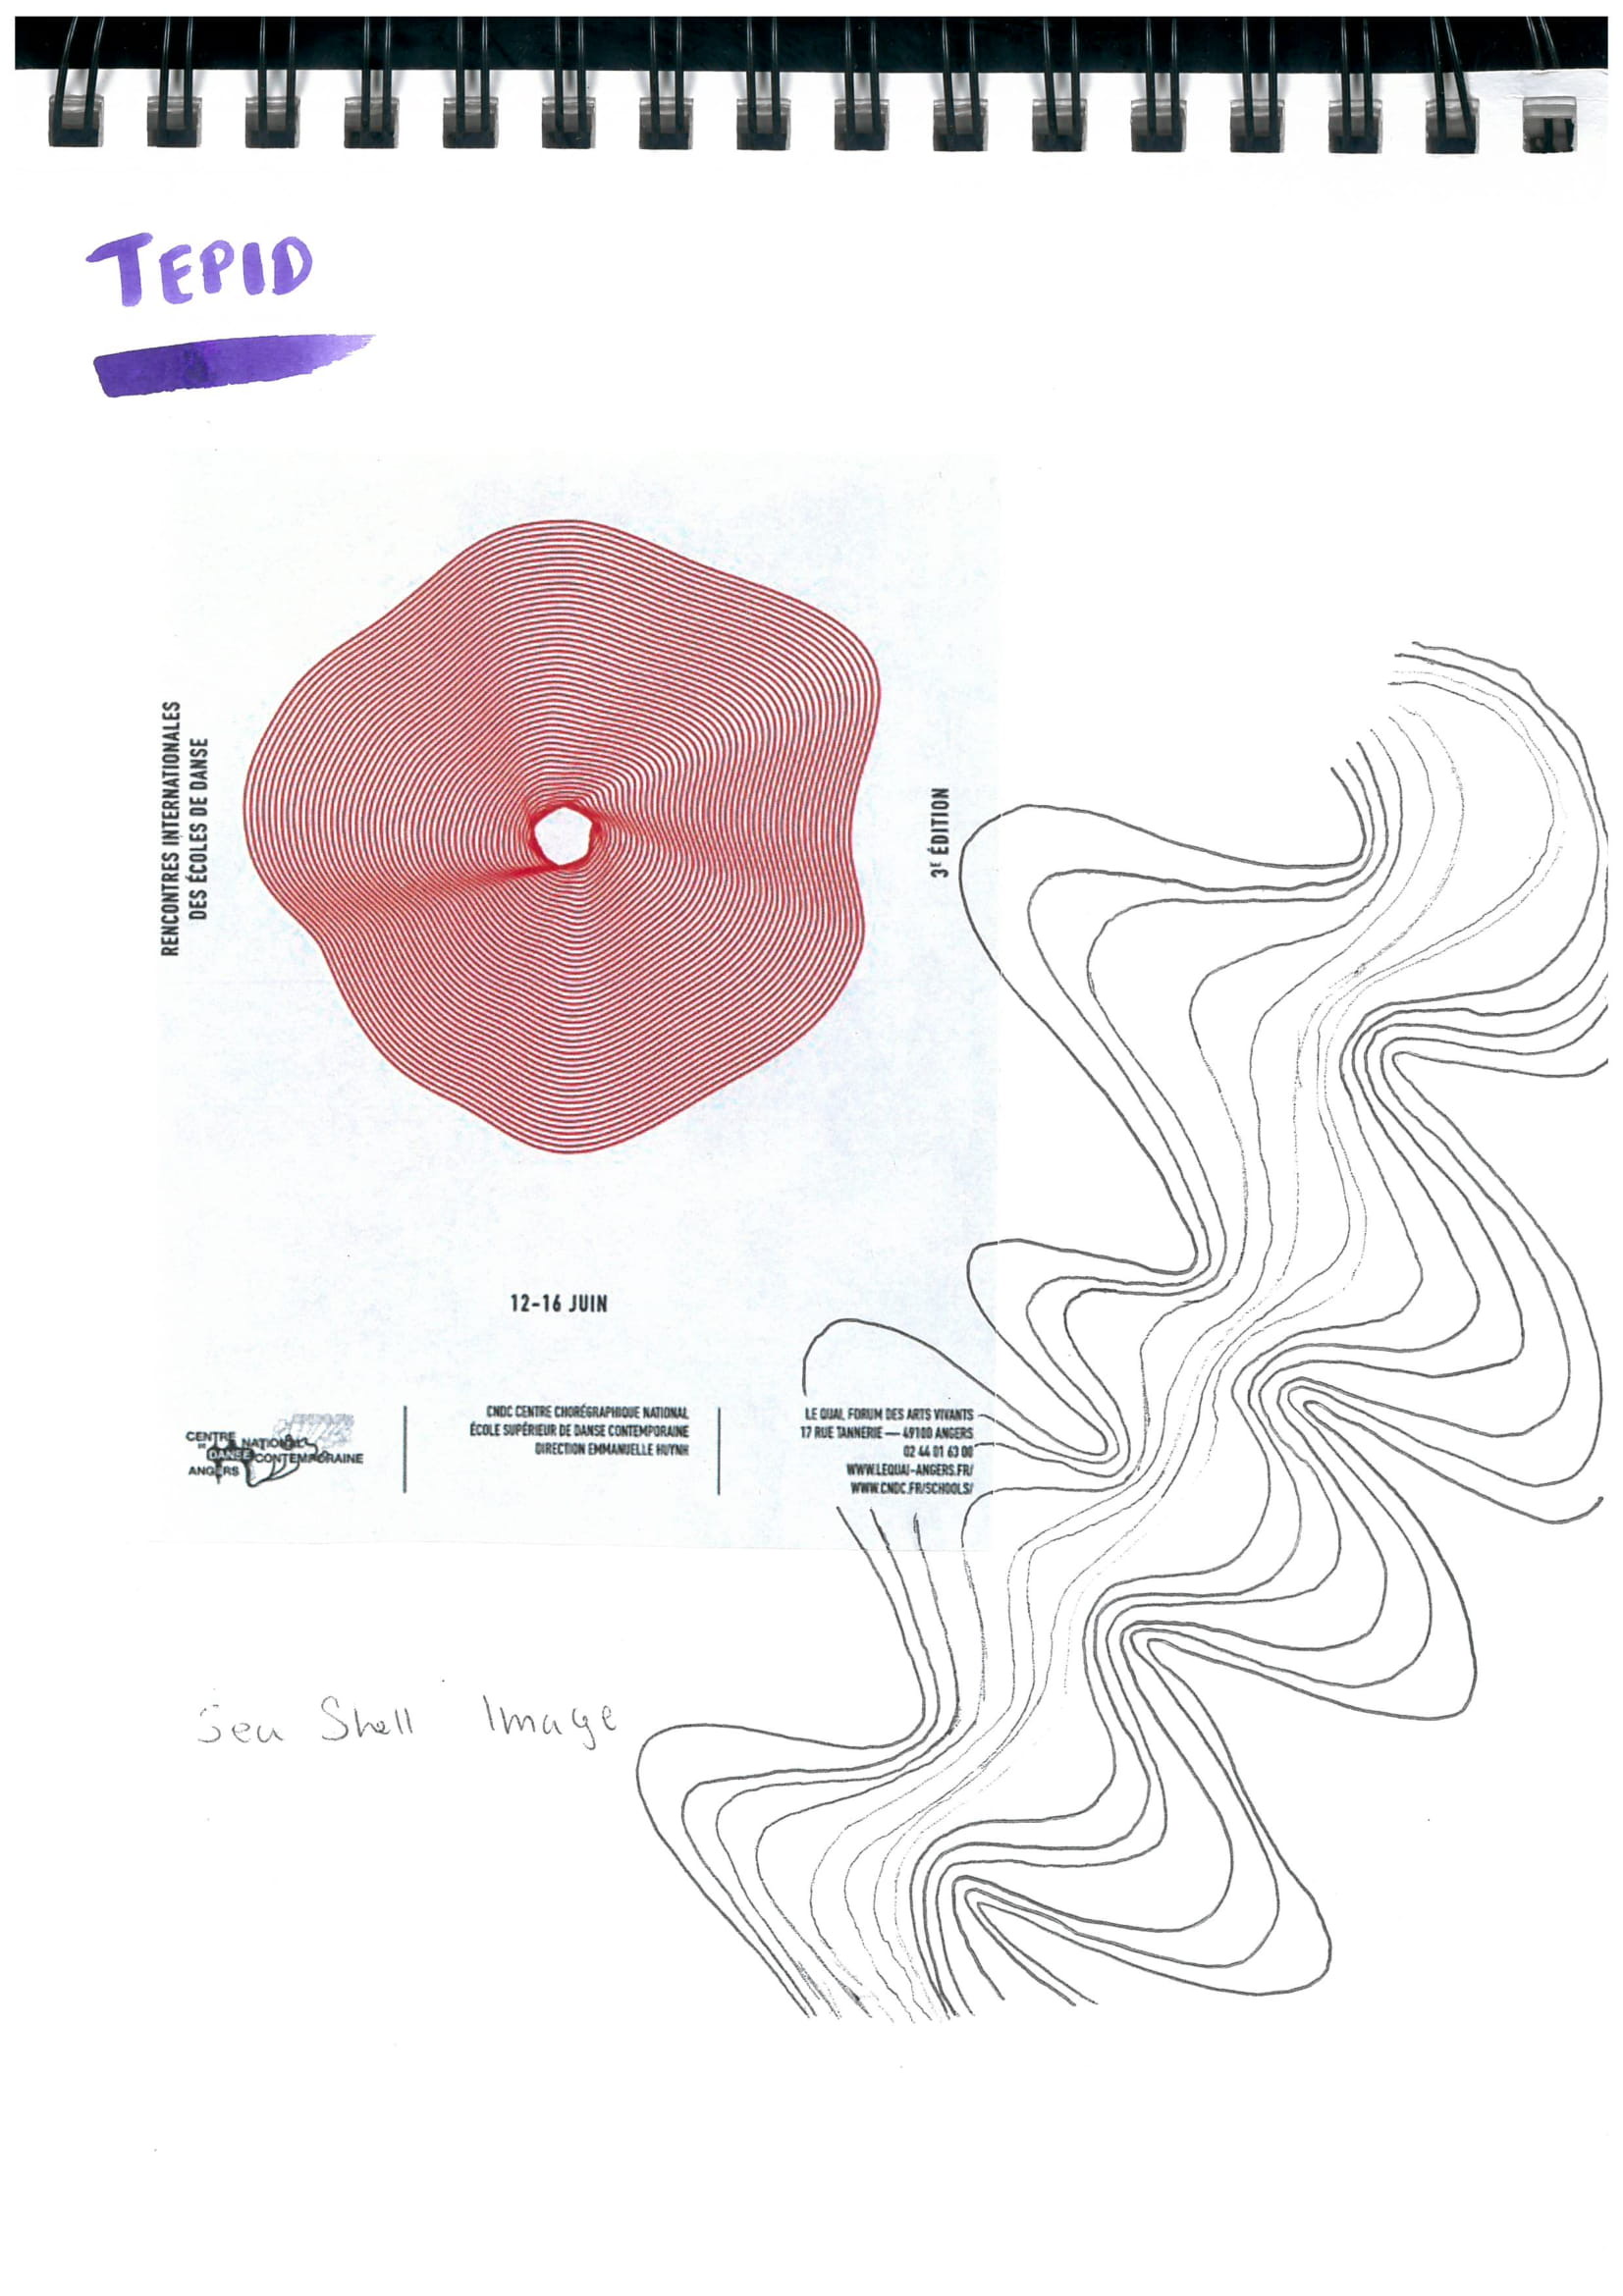 TEPID
RENCONTRES INTERNATIONALES
DES ÉCOLES DE DANSE
3E ÉDITION
12-16 JUIN
CENTRE
NATIONAL
DE
DANSE
CONTEMPORAINE
ANGERS
CNDC CENTRE CHORÉGRAPHIQUE NATIONAL
ÉCOLE SUPÉRIEUR DE DANSE CONTEMPORAINE
DIRECTION EMMANUELLE HUYNH
LE QUAI FORUM DES ARTS VIVANTS
17 RUE TANNERIE — 49100 ANGERS
02 44 01 63 00
WWW.LEQUAI-ANGERS.FR/
WWW.CNDC.FR/SCHOOLS/
Sea Shell Image